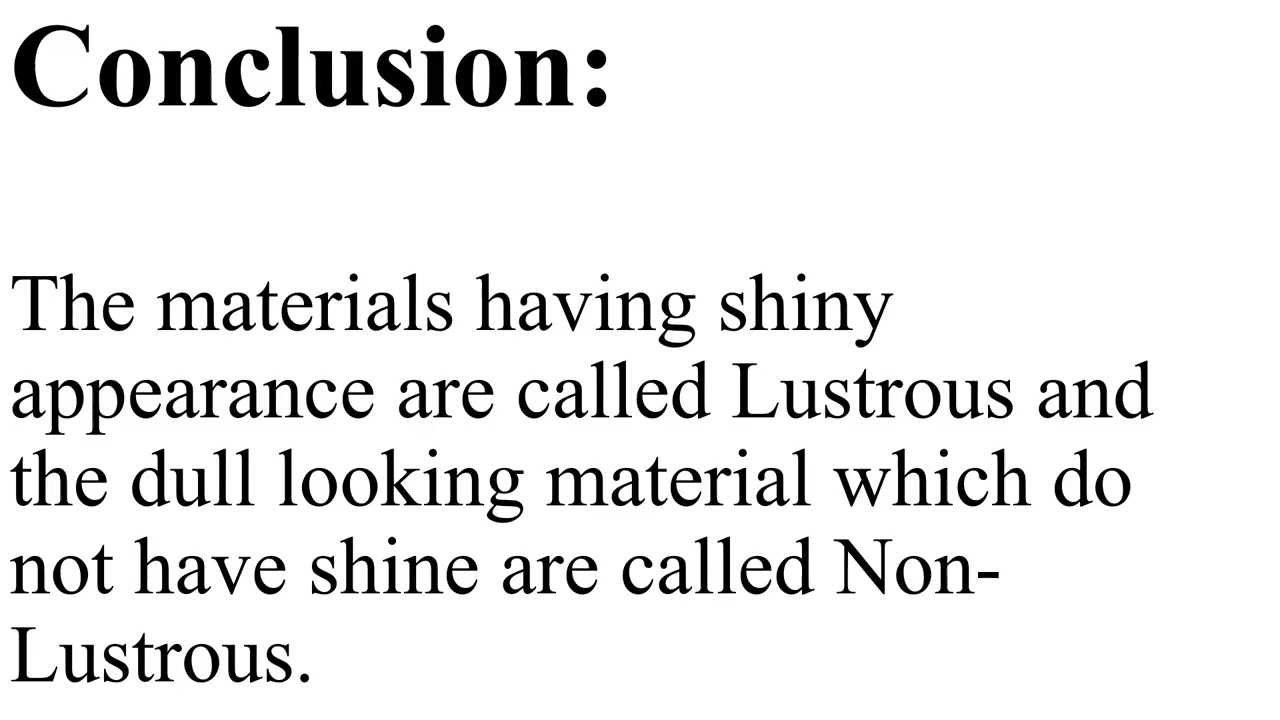 Conclusion:
The materials having shiny
appearance are called Lustrous and
the dull looking material which do
not have shine are called Non-
Lustrous.